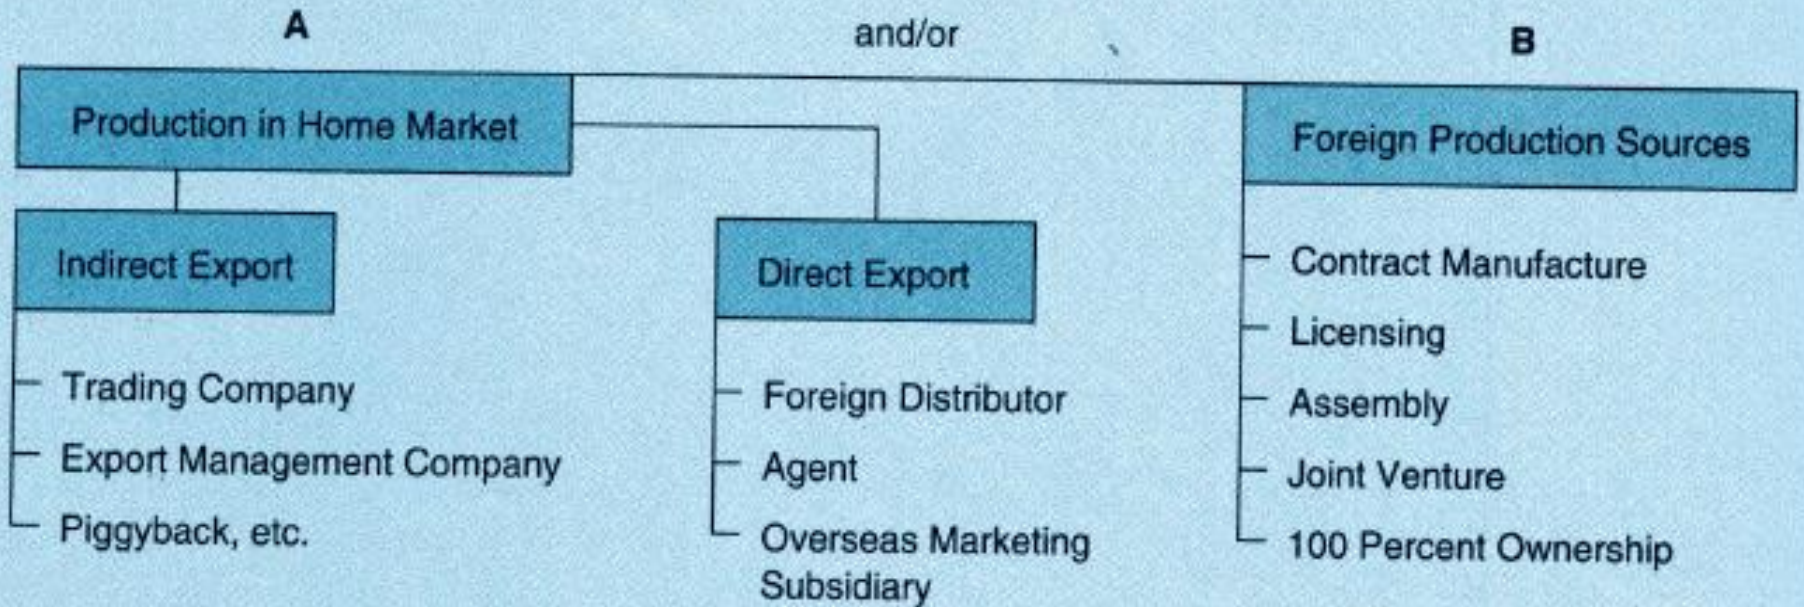 A
and/or
B
Production in Home Market
Foreign Production Sources
Indirect Export
Trading Company
Export Management Company
Piggyback, etc.
Direct Export
Foreign Distributor
Agent
Overseas Marketing
Subsidiary
Contract Manufacture
Licensing
Assembly
Joint Venture
100 Percent Ownership